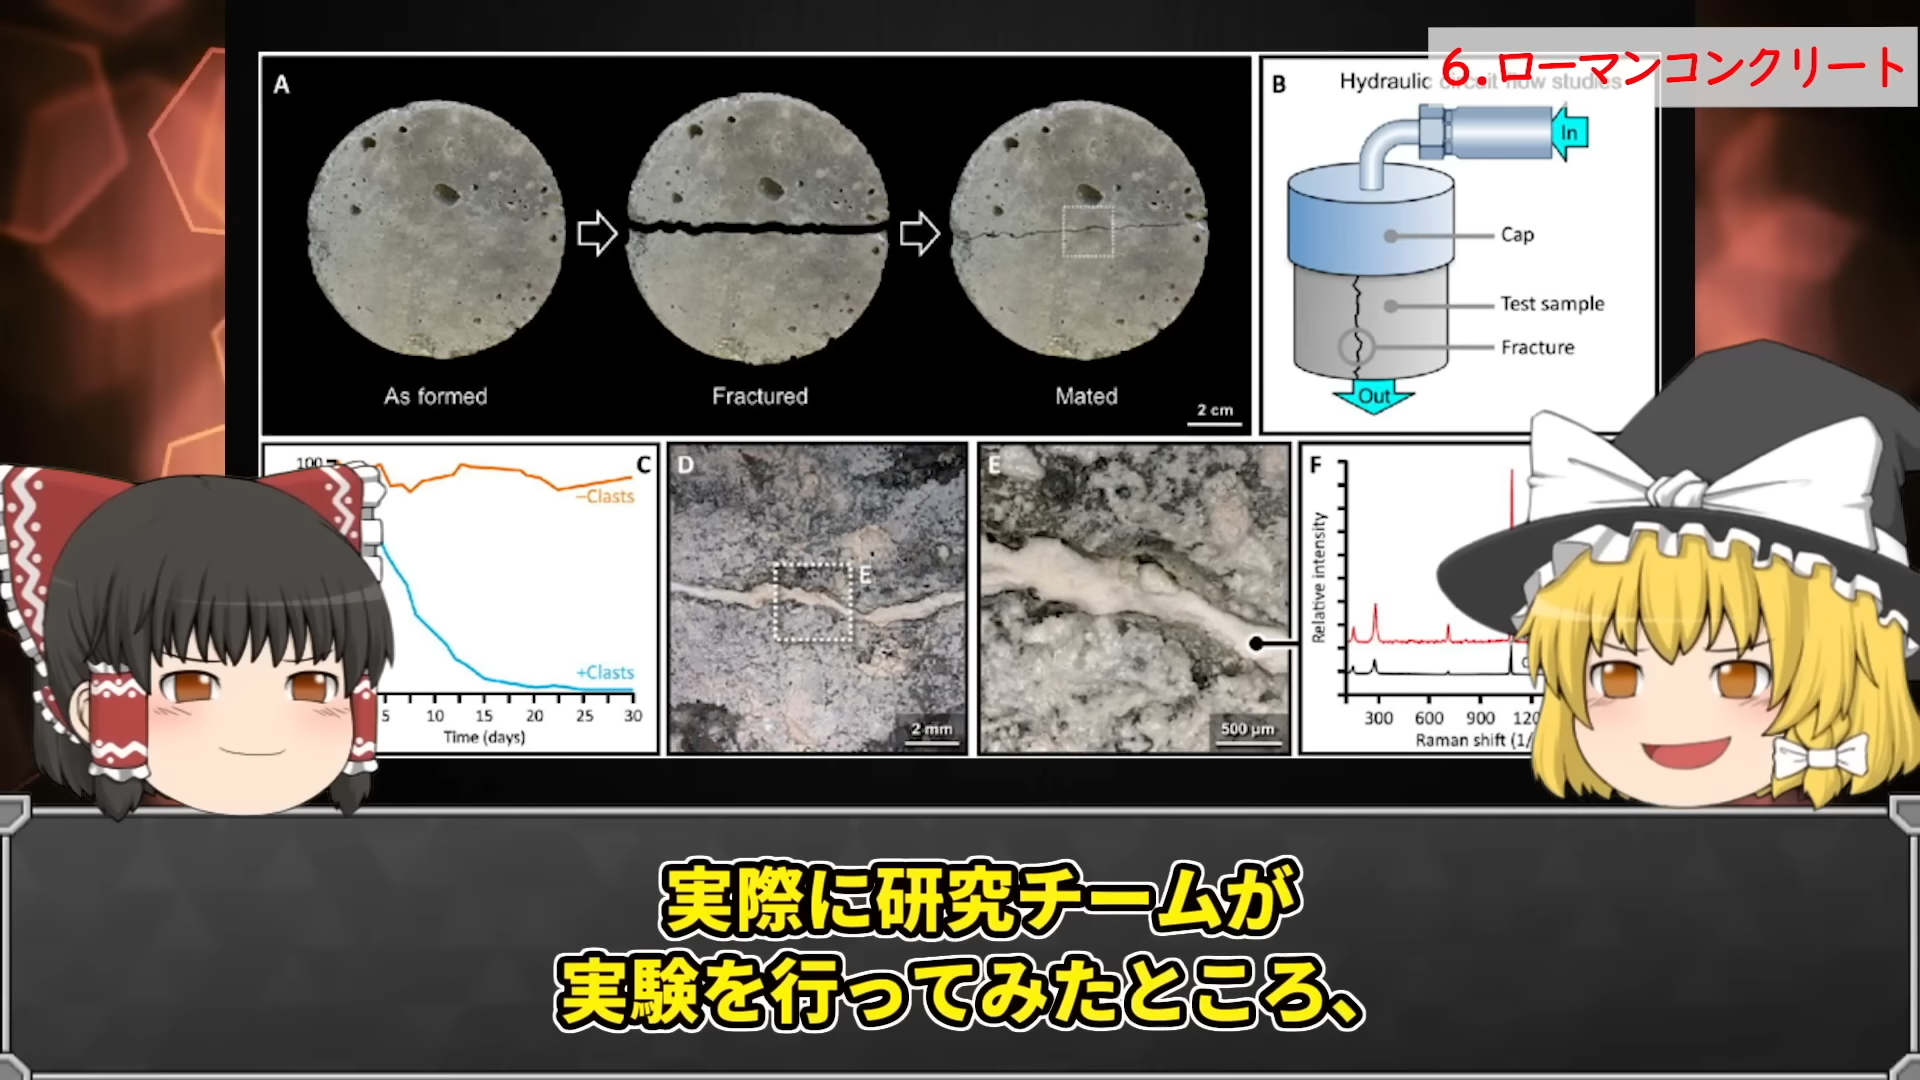 6.ローマンコンクリート
A
As formed
Fractured
Mated
2 cm
B
Hydraulic circuit flow studies
In
Cap
Test sample
Fracture
Out
C
100
–Clasts
+Clasts
5 10 15 20 25 30
Time (days)
D
E
2 mm
E
500 µm
F
Relative intensity
300 600 900
Raman shift
実際に研究チームが
実験を行ってみたところ、